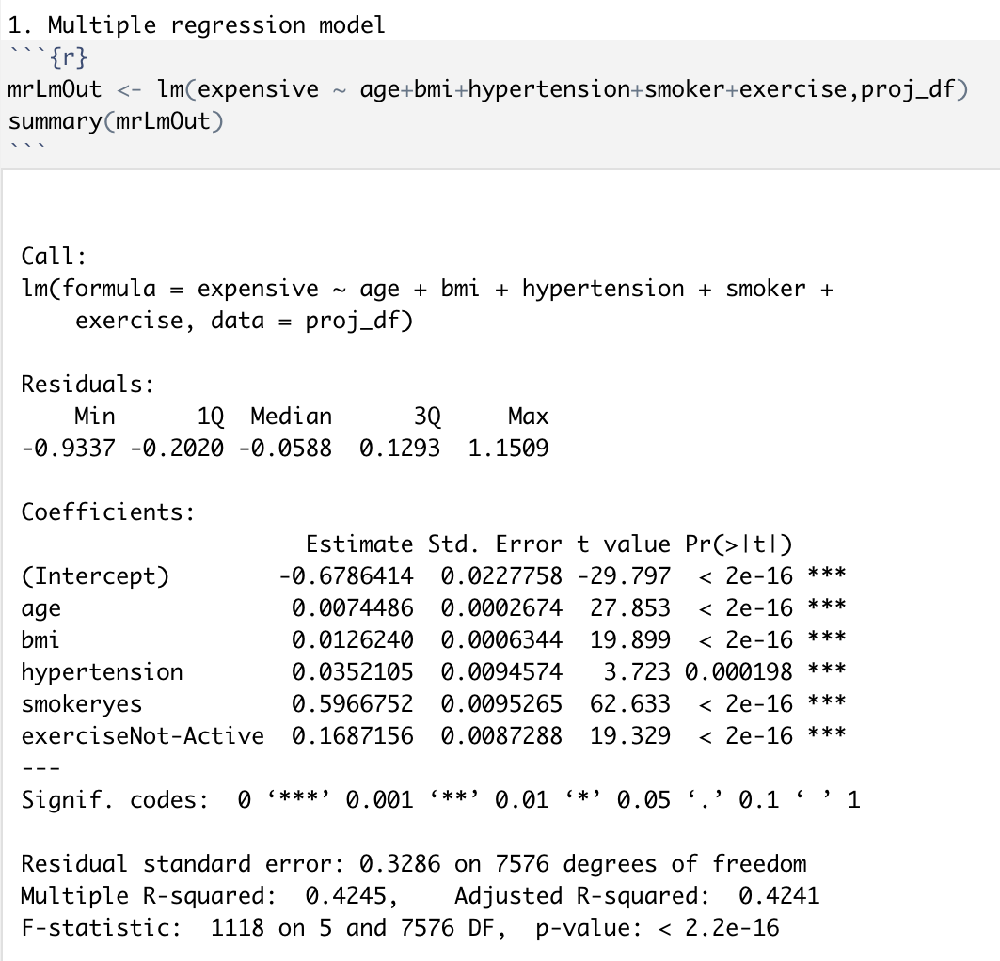 1. Multiple regression model
```{r}
mrLmOut <- lm(expensive ~ age+bmi+hypertension+smoker+exercise,proj_df)
summary(mrLmOut)
```
Call:
lm(formula = expensive ~ age + bmi + hypertension + smoker +
    exercise, data = proj_df)
Residuals:
    Min      1Q  Median      3Q     Max
-0.9337 -0.2020 -0.0588  0.1293  1.1509
Coefficients:
                     Estimate Std. Error t value Pr(>|t|)
(Intercept)        -0.6786414  0.0227758 -29.797  < 2e-16 ***
age                 0.0074486  0.0002674  27.853  < 2e-16 ***
bmi                 0.0126240  0.0006344  19.899  < 2e-16 ***
hypertension        0.0352105  0.0094574   3.723 0.000198 ***
smokeryes           0.5966752  0.0095265  62.633  < 2e-16 ***
exerciseNot-Active  0.1687156  0.0087288  19.329  < 2e-16 ***
---
Signif. codes:  0 ‘***’ 0.001 ‘**’ 0.01 ‘*’ 0.05 ‘.’ 0.1 ‘ ’ 1
Residual standard error: 0.3286 on 7576 degrees of freedom
Multiple R-squared:  0.4245,    Adjusted R-squared:  0.4241
F-statistic:  1118 on 5 and 7576 DF,  p-value: < 2.2e-16